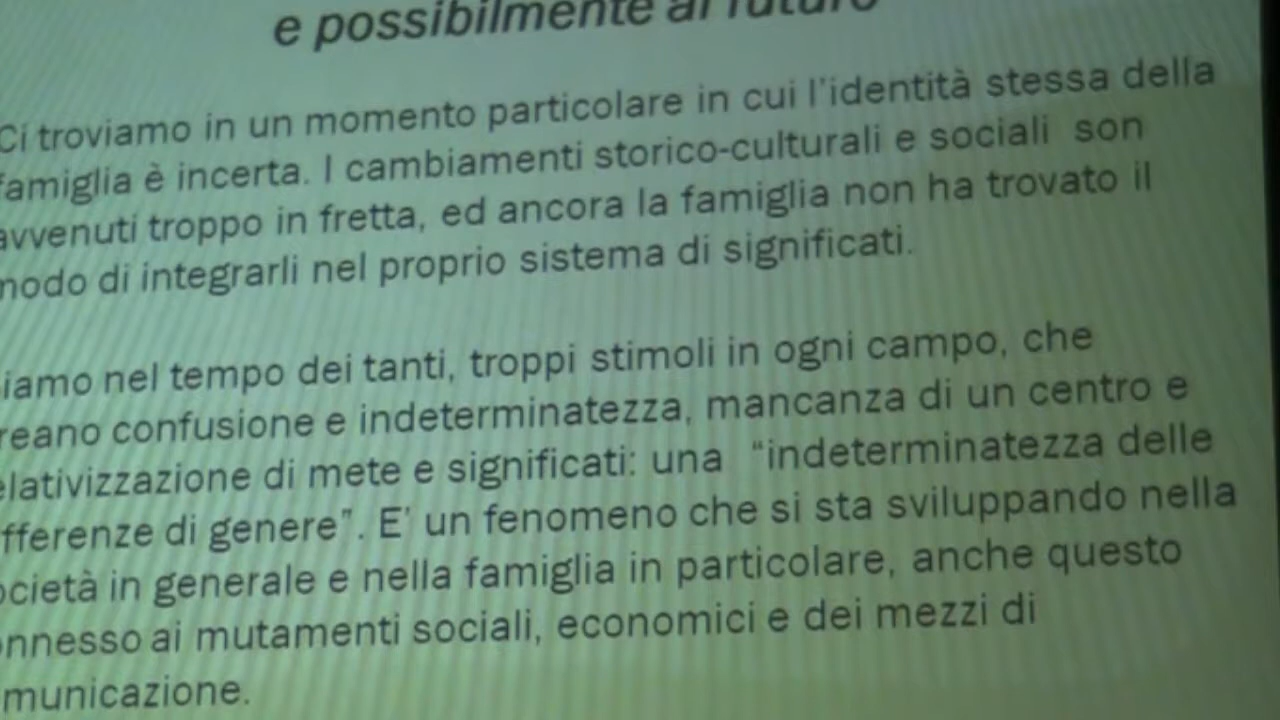 e possibilmente al futuro
Ci troviamo in un momento particolare in cui l'identità stessa della
famiglia è incerta. I cambiamenti storico-culturali e sociali son
avvenuti troppo in fretta, ed ancora la famiglia non ha trovato il
modo di integrarli nel proprio sistema di significati.
iamo nel tempo dei tanti, troppi stimoli in ogni campo, che
reano confusione e indeterminatezza, mancanza di un centro e
elativizzazione di mete e significati: una “indeterminatezza delle
fferenze di genere”. E' un fenomeno che si sta sviluppando nella
ocietà in generale e nella famiglia in particolare, anche questo
onnesso ai mutamenti sociali, economici e dei mezzi di
municazione.